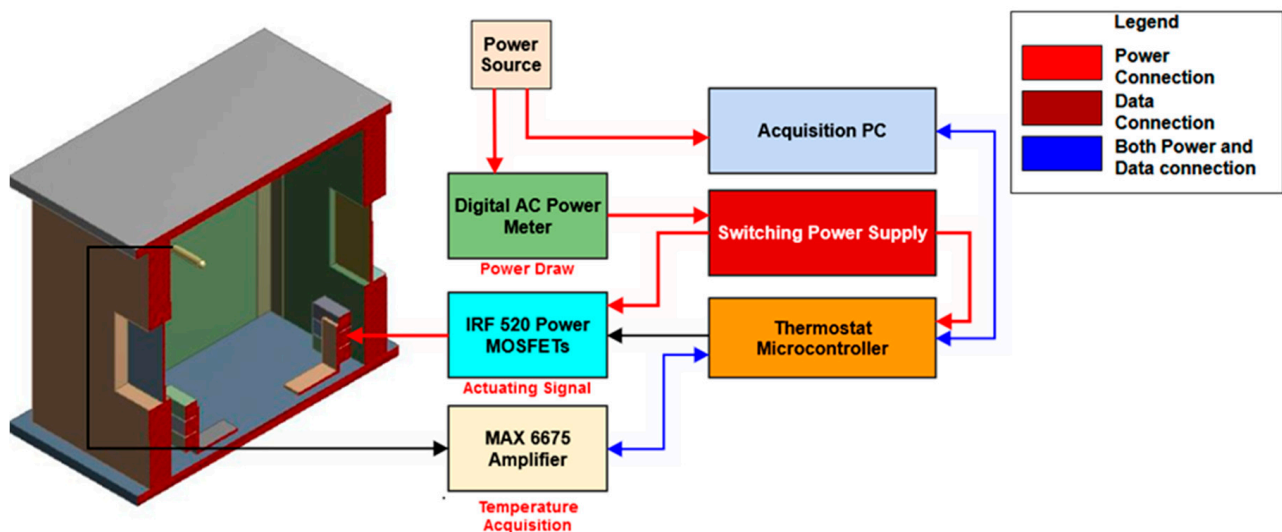 Power
Source
Legend
Power
Connection
Data
Connection
Both Power and
Data connection
Acquisition PC
Digital AC Power
Meter
Power Draw
Switching Power Supply
IRF 520 Power
MOSFETs
Actuating Signal
Thermostat
Microcontroller
MAX 6675
Amplifier
Temperature
Acquisition